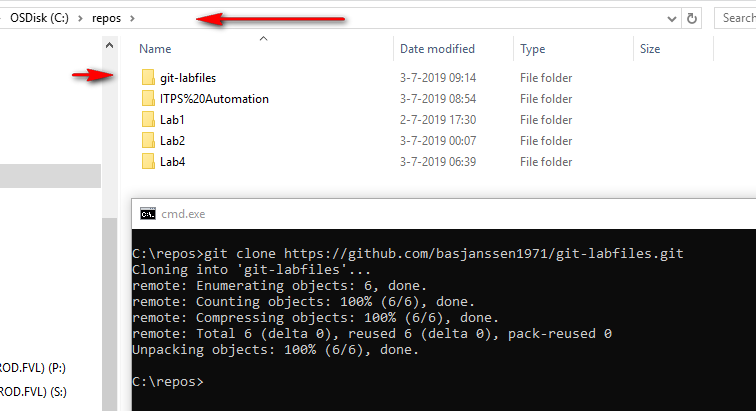 OSDisk (C:) › repos ›
Search
Name Date modified Type Size
git-labfiles 3-7-2019 09:14 File folder
ITPS%20Automation 3-7-2019 08:54 File folder
Lab1 2-7-2019 17:30 File folder
Lab2 3-7-2019 00:07 File folder
Lab4 3-7-2019 06:39 File folder
cmd.exe
C:\repos>git clone https://github.com/basjanssen1971/git-labfiles.git
Cloning into 'git-labfiles'...
remote: Enumerating objects: 6, done.
remote: Counting objects: 100% (6/6), done.
remote: Compressing objects: 100% (6/6), done.
remote: Total 6 (delta 0), reused 6 (delta 0), pack-reused 0
Unpacking objects: 100% (6/6), done.
C:\repos>
ROD.FVL) (P:)
ROD.FVL) (S:)